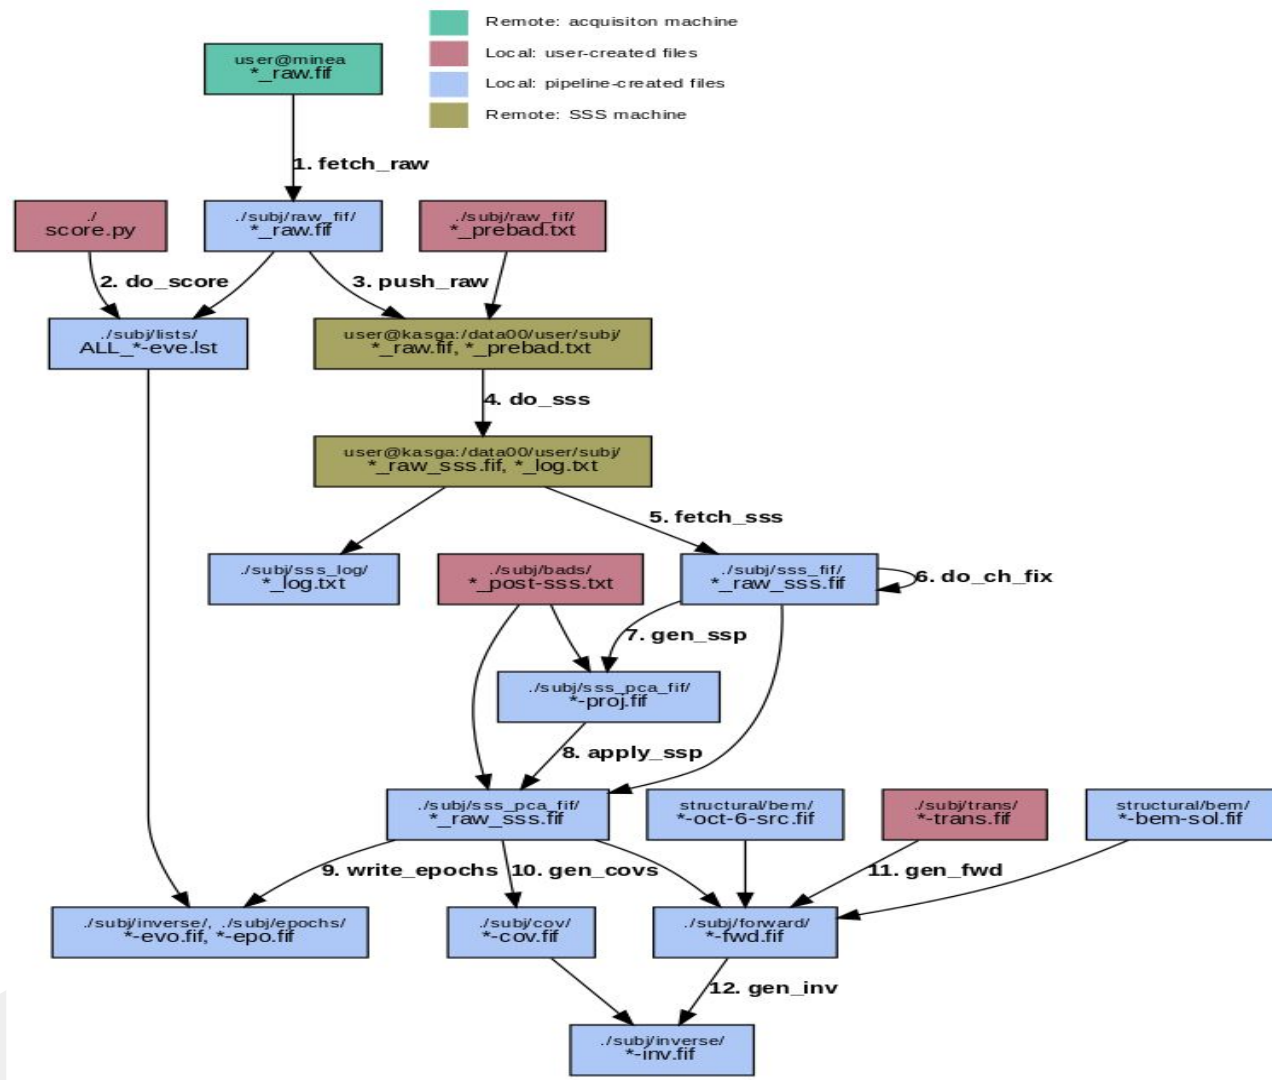 Remote: acquisiton machine
Local: user-created files
Local: pipeline-created files
Remote: SSS machine
user@minea
*_raw.fif
1. fetch_raw
./
score.py
./subj/raw_fif/
*_raw.fif
./subj/raw_fif/
*_prebad.txt
2. do_score
3. push_raw
./subj/lists/
ALL_*-eve.lst
user@kasga:/data00/user/subj/
*_raw.fif, *_prebad.txt
4. do_sss
user@kasga:/data00/user/subj/
*_raw_sss.fif, *_log.txt
5. fetch_sss
./subj/sss_log/
*_log.txt
./subj/bads/
*_post-sss.txt
./subj/sss_fif/
*_raw_sss.fif
6. do_ch_fix
7. gen_ssp
./subj/sss_pca_fif/
*-proj.fif
8. apply_ssp
./subj/sss_pca_fif/
*_raw_sss.fif
structural/bem/
*-oct-6-src.fif
./subj/trans/
*-trans.fif
structural/bem/
*-bem-sol.fif
9. write_epochs
10. gen_covs
11. gen_fwd
./subj/inverse/, ./subj/epochs/
*-evo.fif, *-epo.fif
./subj/cov/
*-cov.fif
./subj/forward/
*-fwd.fif
12. gen_inv
./subj/inverse/
*-inv.fif